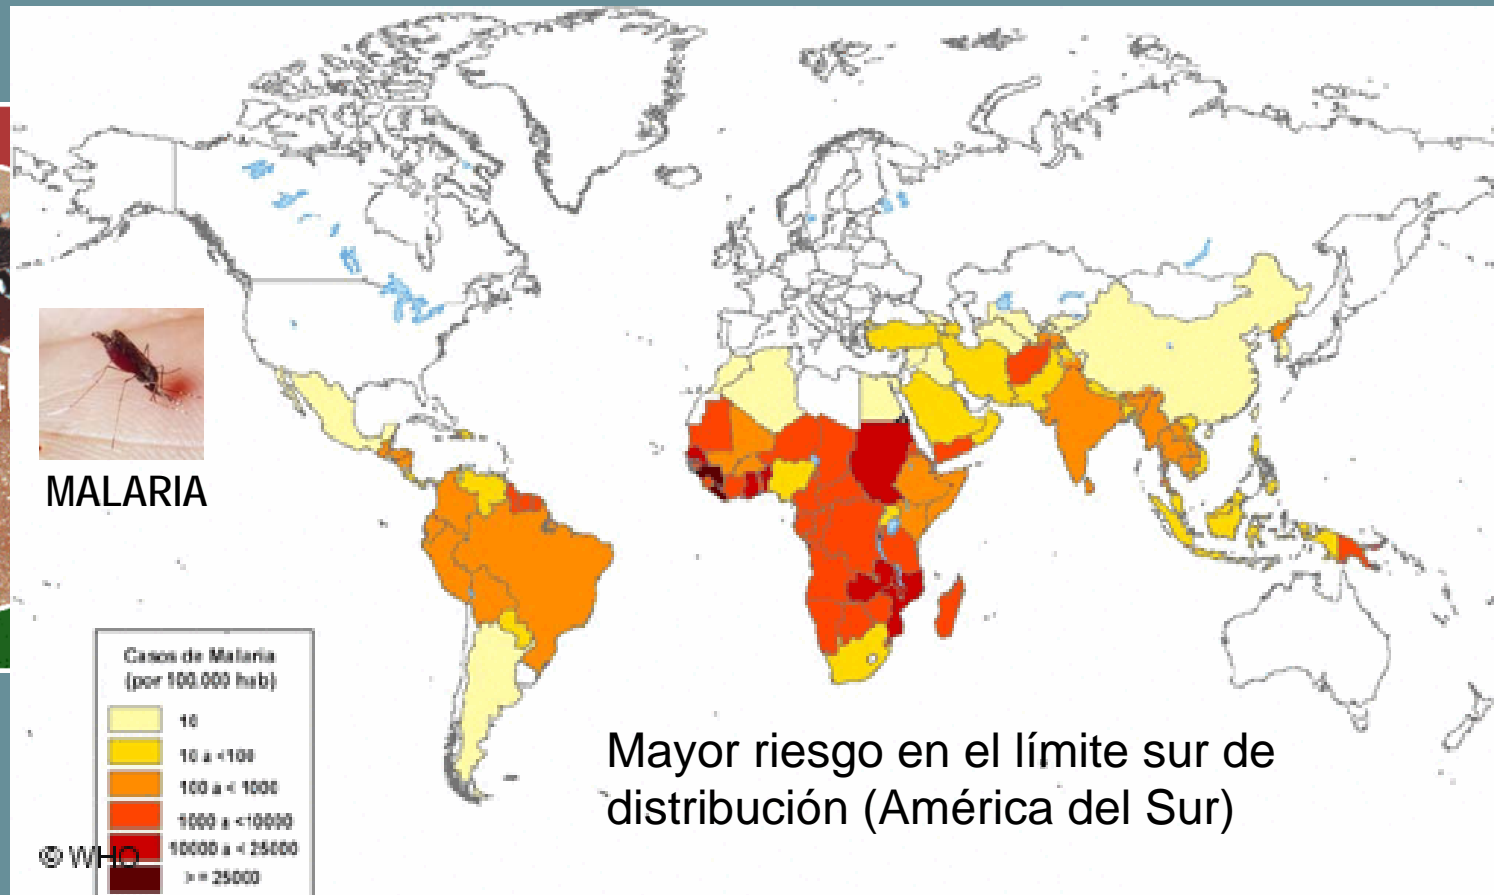 MALARIA
Casos de Malaria
(por 100.000 hab)
10
10 a <100
100 a < 1000
1000 a <10000
10000 a < 25000
> = 25000
© WHO
Mayor riesgo en el límite sur de
distribución (América del Sur)